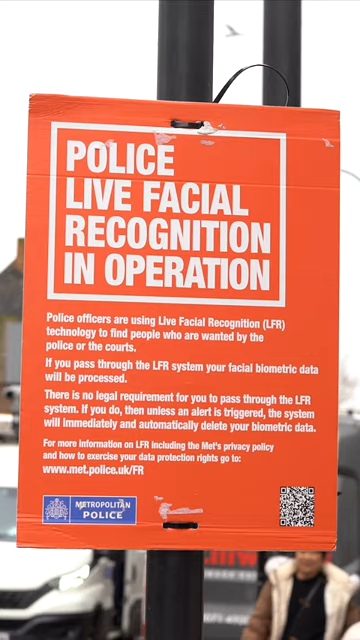 POLICE
LIVE FACIAL
RECOGNITION
IN OPERATION
Police officers are using Live Facial Recognition (LFR)
technology to find people who are wanted by the
police or the courts.
If you pass through the LFR system your facial biometric data
will be processed.
There is no legal requirement for you to pass through the LFR
system. If you do, then unless an alert is triggered, the system
will immediately and automatically delete your biometric data.
For more information on LFR including the Met's privacy policy
and how to exercise your data protection rights go to:
www.met.police.uk/FR
METROPOLITAN
POLICE